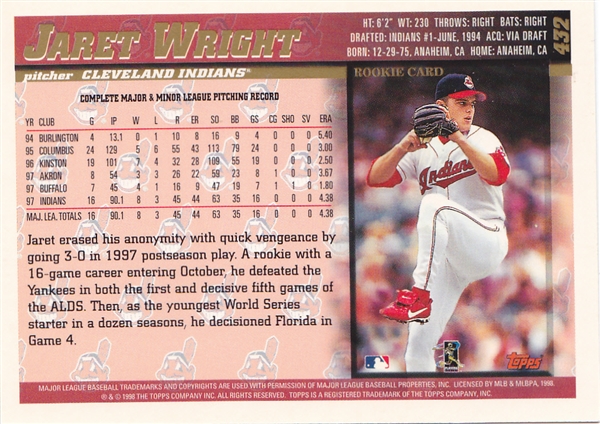 JARET WRIGHT
HT: 6'2" WT: 230 THROWS: RIGHT BATS: RIGHT
DRAFTED: INDIANS #1-JUNE, 1994 ACQ: VIA DRAFT
BORN: 12-29-75, ANAHEIM, CA HOME: ANAHEIM, CA
432
pitcher CLEVELAND INDIANS®
ROOKIE CARD
COMPLETE MAJOR & MINOR LEAGUE PITCHING RECORD
YR CLUB G IP W L R ER SO BB GS CG SHO SV ERA
94 BURLINGTON 4 13.1 0 1 10 8 16 9 4 0 0 0 5.40
95 COLUMBUS 24 129 5 6 55 43 113 79 24 0 0 0 3.00
96 KINSTON 19 101 7 4 32 28 109 55 19 0 0 0 2.50
97 AKRON 8 54 3 3 26 22 59 23 8 1 0 0 3.67
97 BUFFALO 7 45 4 1 16 9 47 19 7 1 1 0 1.80
97 INDIANS 16 90.1 8 3 45 44 63 35 16 0 0 0 4.38
MAJ. LEA. TOTALS 16 90.1 8 3 45 44 63 35 16 0 0 0 4.38
Jaret erased his anonymity with quick vengeance by
going 3-0 in 1997 postseason play. A rookie with a
16-game career entering October, he defeated the
Yankees in both the first and decisive fifth games of
the ALDS. Then, as the youngest World Series
starter in a dozen seasons, he decisioned Florida in
Game 4.
Indians
Topps
MAJOR LEAGUE BASEBALL TRADEMARKS AND COPYRIGHTS ARE USED WITH PERMISSION OF MAJOR LEAGUE BASEBALL PROPERTIES, INC. LICENSED BY MLB & MLBPA, 1998.
® & © 1998 THE TOPPS COMPANY, INC. ALL RIGHTS RESERVED. TOPPS IS A REGISTERED TRADEMARK OF THE TOPPS COMPANY, INC.